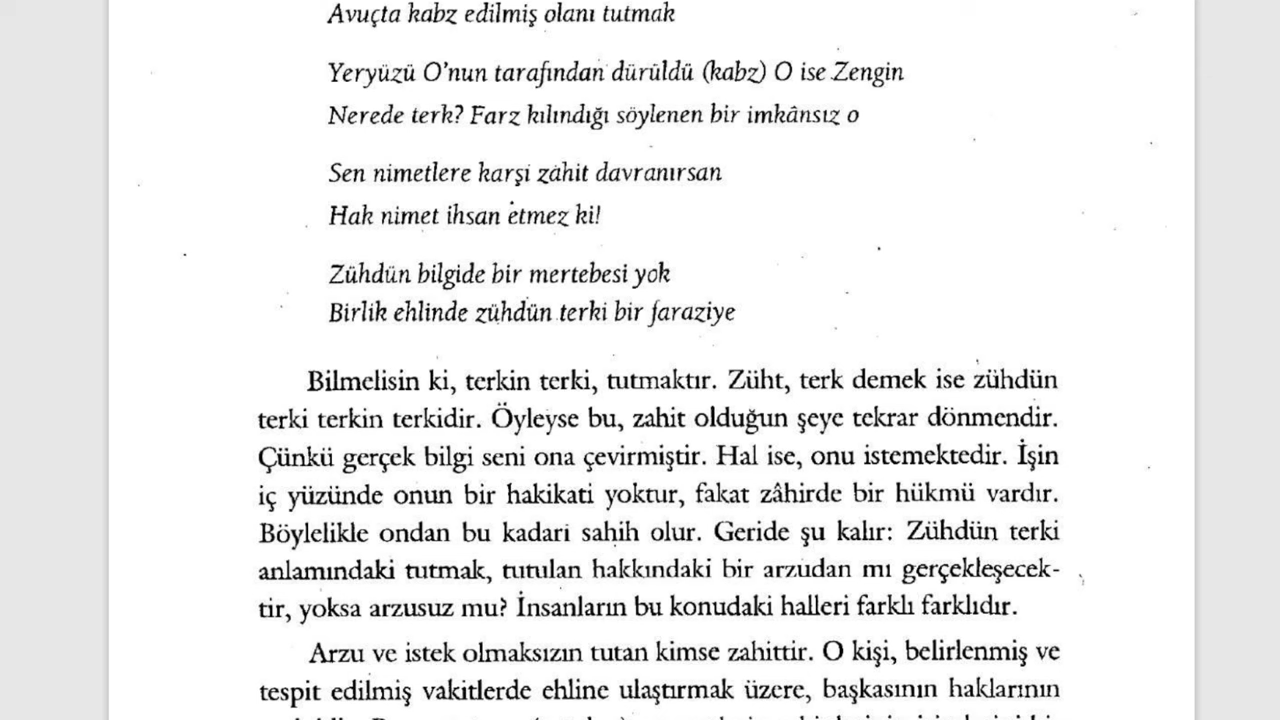 Avuçta kabz edilmiş olanı tutmak
Yeryüzü O'nun tarafından dürüldü (kabz) O ise Zengin
Nerede terk? Farz kılındığı söylenen bir imkânsız o
Sen nimetlere karşi zâhit davranırsan
Hak nimet ihsan etmez ki!
Zühdün bilgide bir mertebesi yok
Birlik ehlinde zühdün terki bir faraziye
Bilmelisin ki, terkin terki, tutmaktır. Züht, terk demek ise zühdün
terki terkin terkidir. Öyleyse bu, zahit olduğun şeye tekrar dönmendir.
Çünkü gerçek bilgi seni ona çevirmiştir. Hal ise, onu istemektedir. İşin
iç yüzünde onun bir hakikati yoktur, fakat zâhirde bir hükmü vardır.
Böylelikle ondan bu kadarı sahih olur. Geride şu kalır: Zühdün terki
anlamındaki tutmak, tutulan hakkındaki bir arzudan mı gerçekleşecek-
tir, yoksa arzusuz mu? İnsanların bu konudaki halleri farklı farklıdır.
Arzu ve istek olmaksızın tutan kimse zahittir. O kişi, belirlenmiş ve
tespit edilmiş vakitlerde ehline ulaştırmak üzere, başkasının haklarının